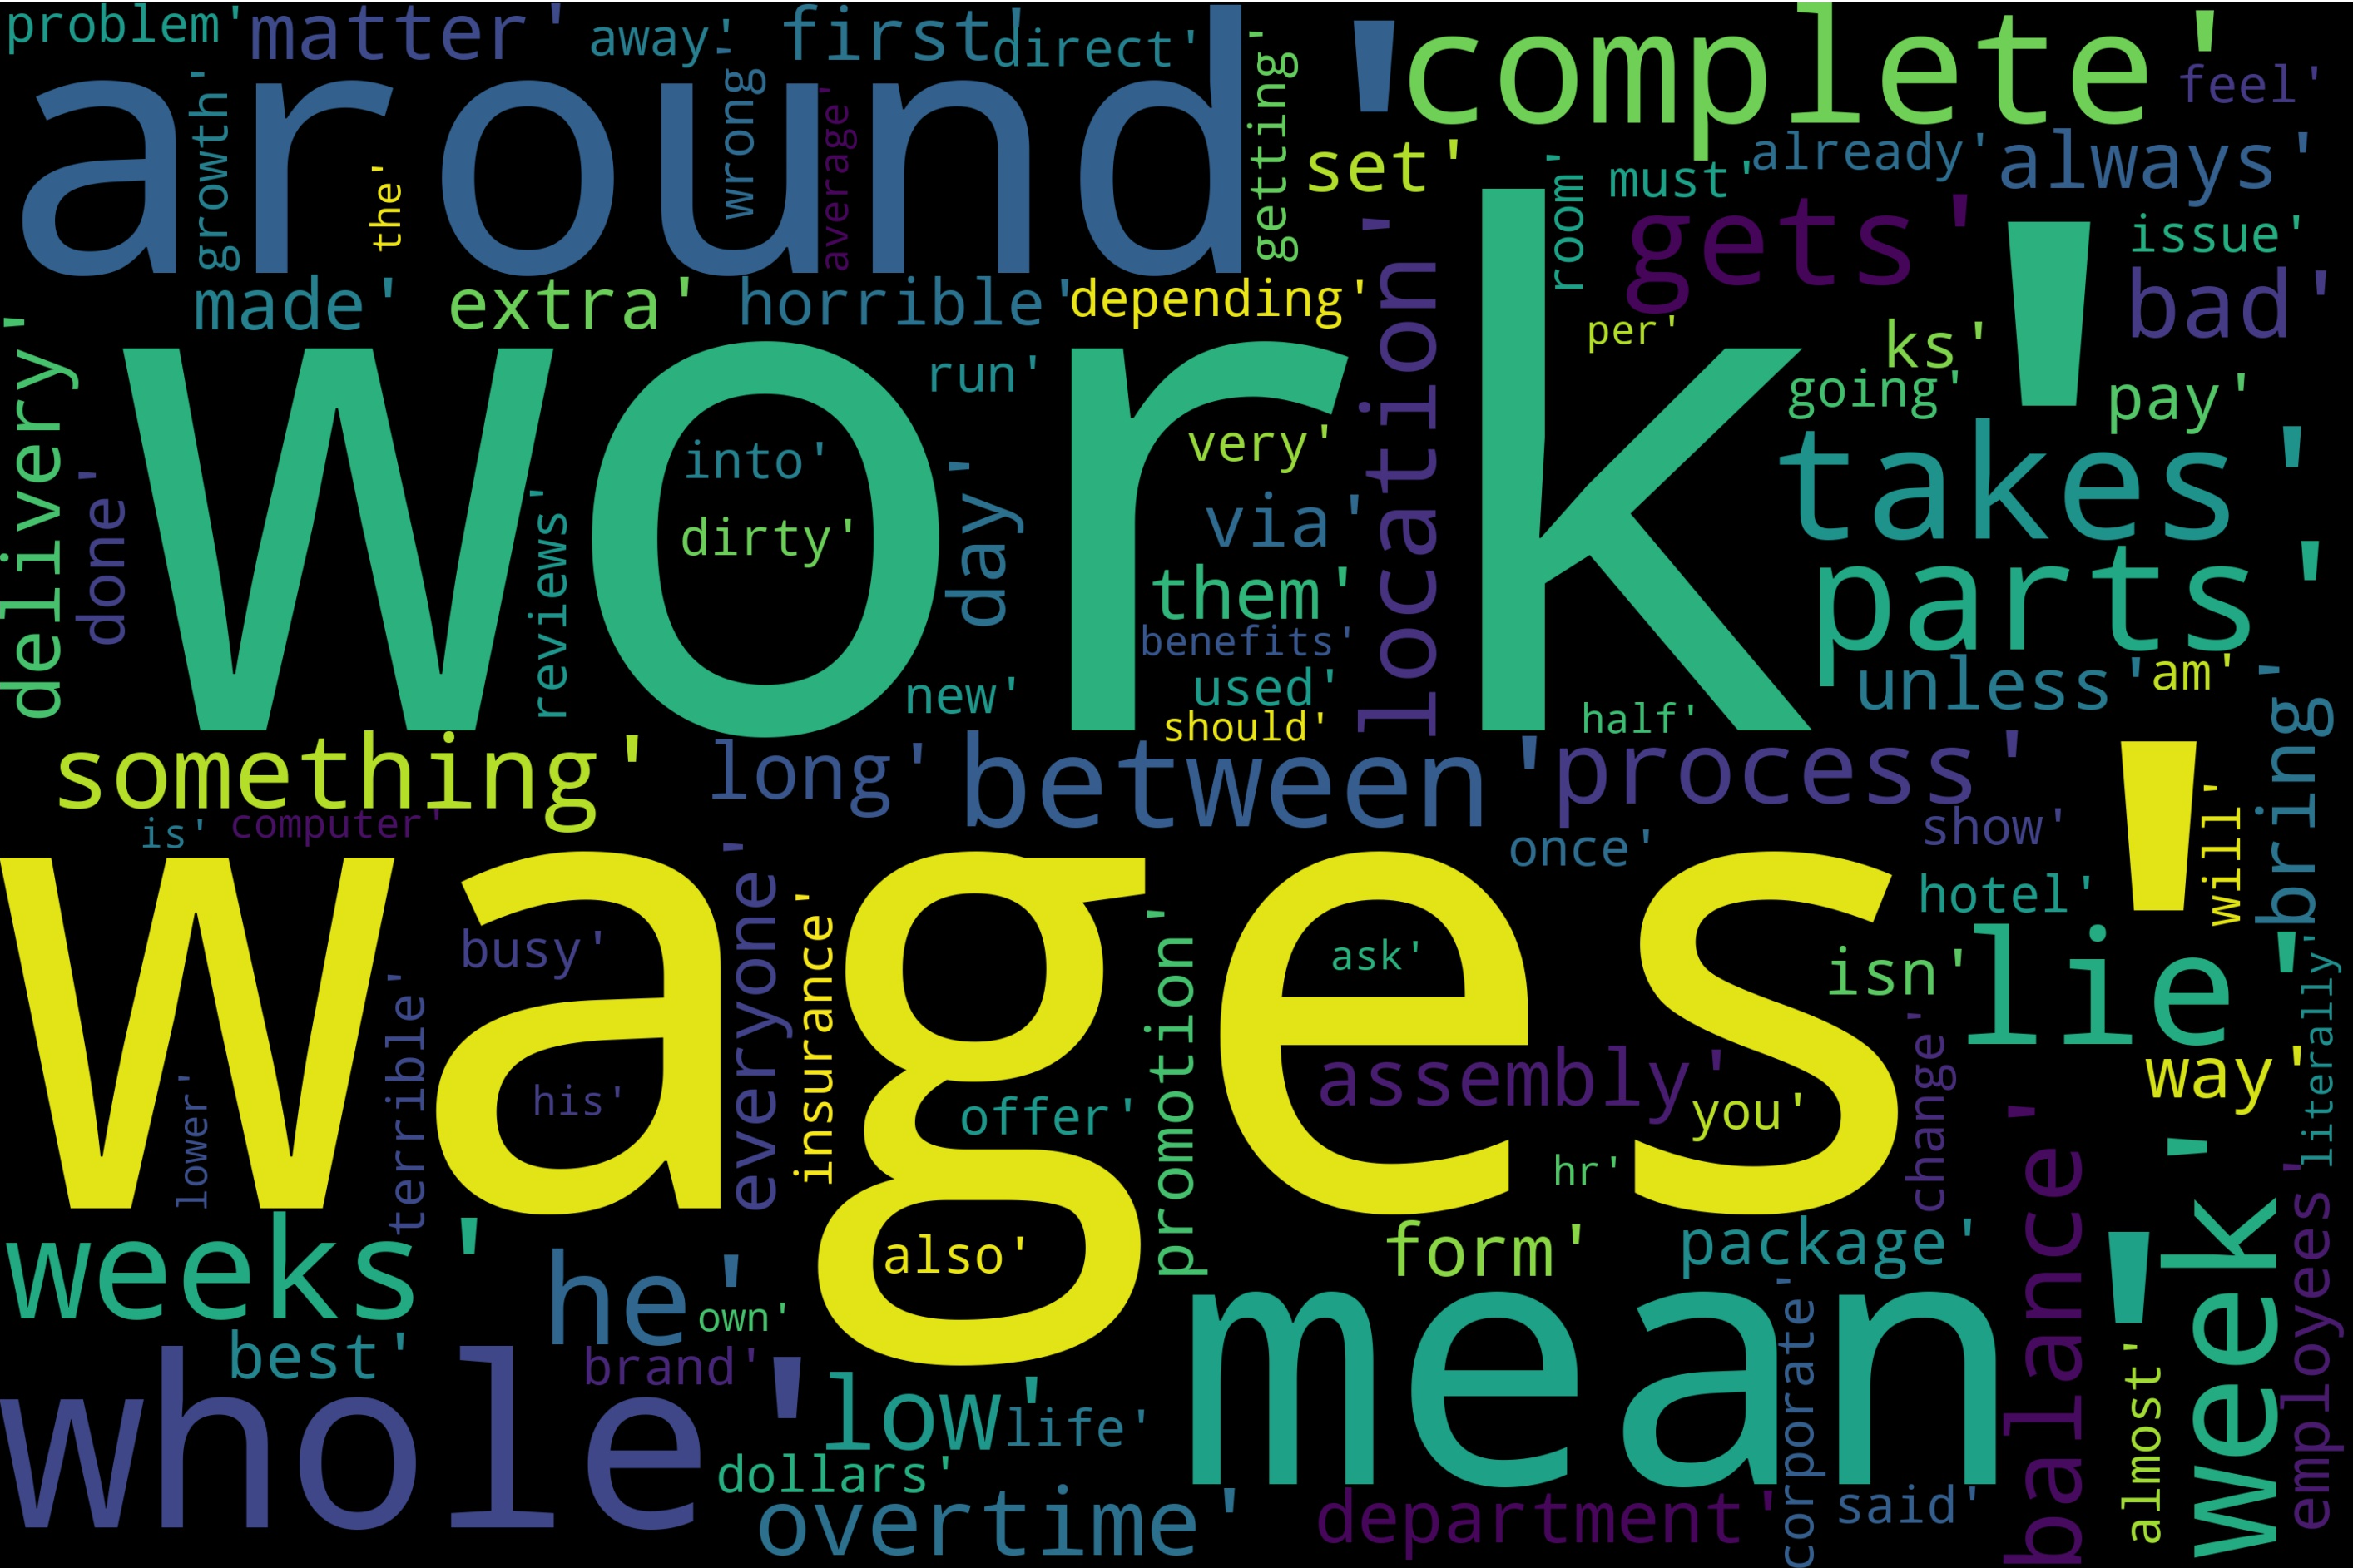 problem'
matter'
away'
first'
direct'
around'
complete'
feel'
growth'
the'
wrong'
average'
getting'
set'
room'
must'
already'
always'
gets'
issue'
bad'
made'
extra'
horrible'
depending'
location'
per'
ks'
going'
pay'
delivery'
done'
work'
run'
into'
dirty'
very'
via'
day'
reviews'
them'
benefits'
used'
new'
should'
half'
takes'
parts'
unless'
am'
bring'
something'
long'
between'
process'
is'
computer'
once'
show'
will'
hotel'
wages'
busy'
everyone'
insurance'
ask'
isn'
lie'
literally'
terrible'
lower'
his'
offer'
promotion'
assembly'
you'
hr'
change'
way'
weeks'
he'
also'
form'
package'
balance'
week'
employees'
own'
best'
brand'
mean'
whole'
low'
life'
dollars'
overtime'
department'
corporate'
said'
almost'